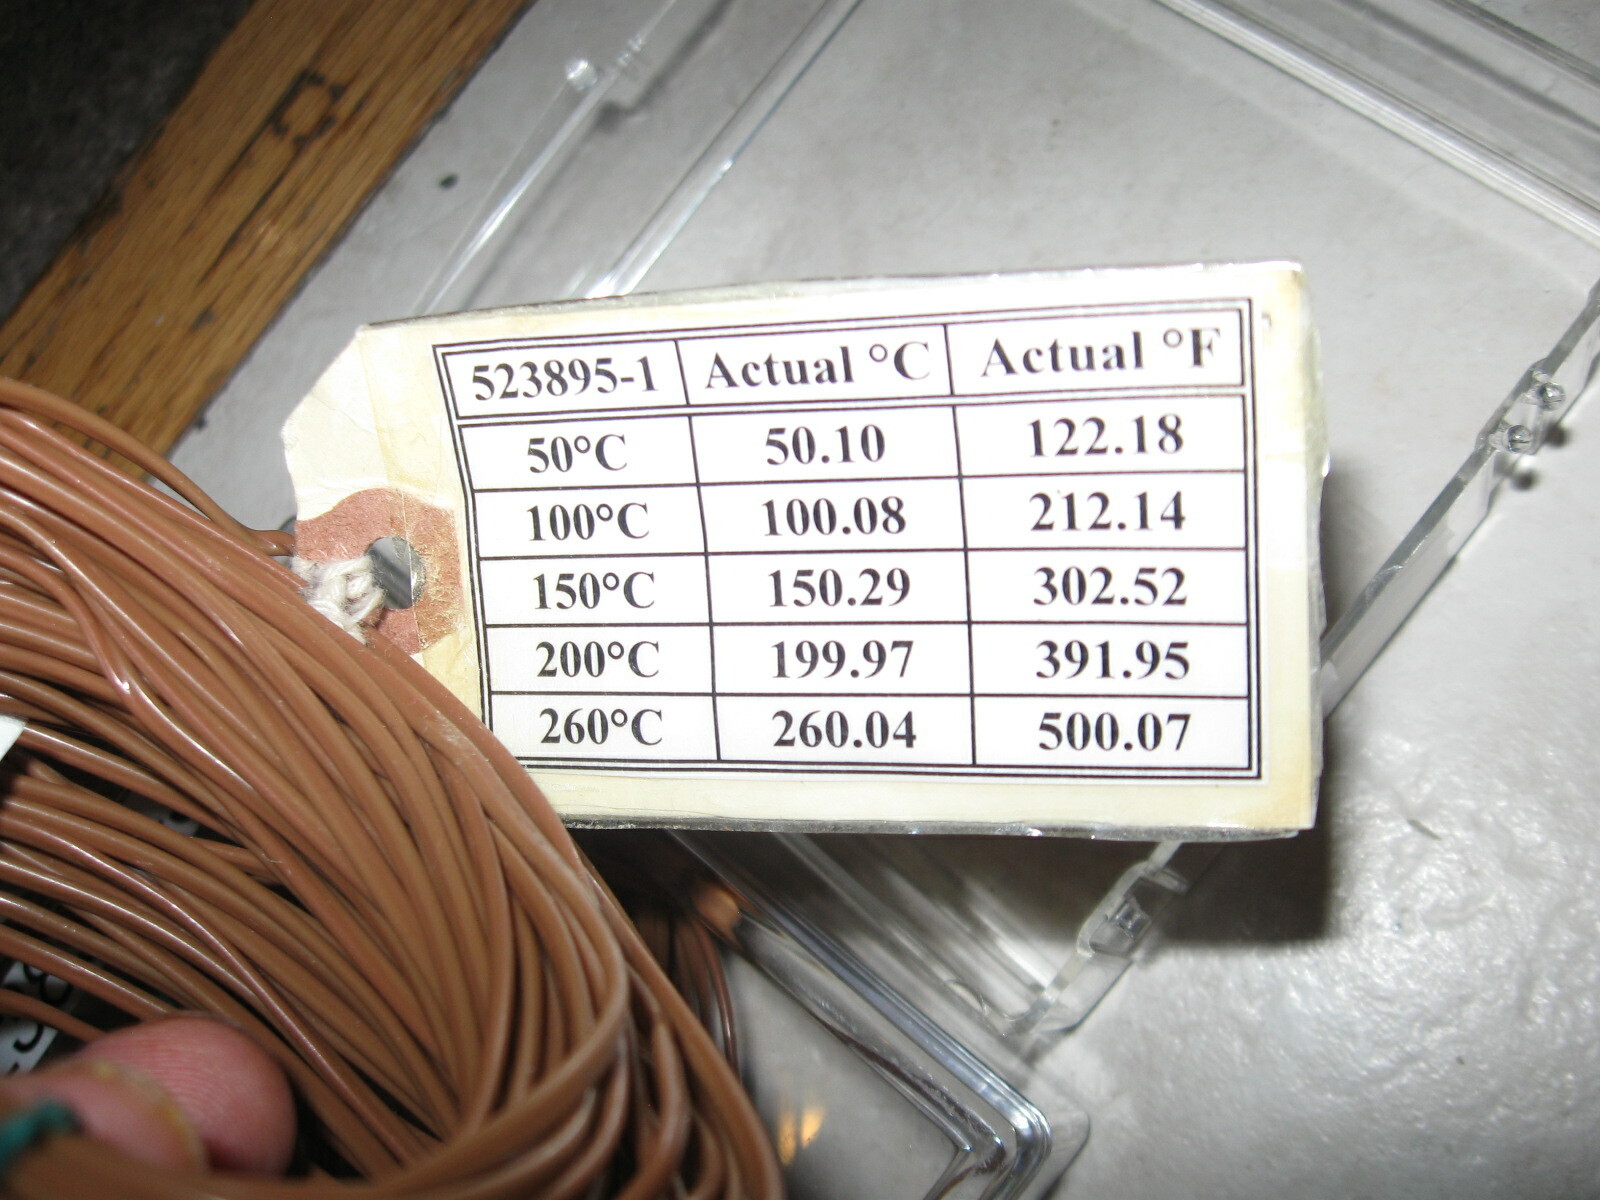 523895-1 Actual °C Actual °F
50°C 50.10 122.18
100°C 100.08 212.14
150°C 150.29 302.52
200°C 199.97 391.95
260°C 260.04 500.07